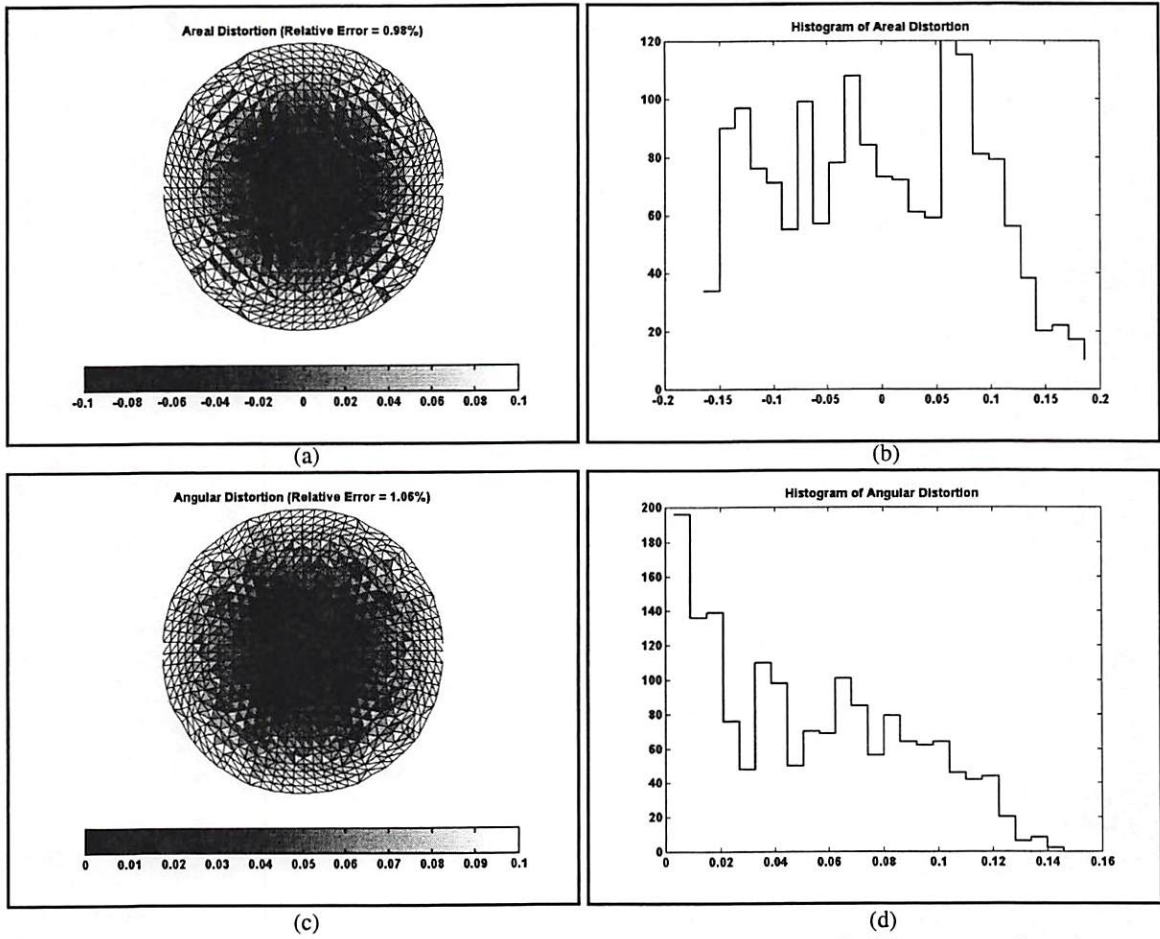 Areal Distortion (Relative Error = 0.98%)
-0.1 -0.08 -0.06 -0.04 -0.02 0 0.02 0.04 0.06 0.08 0.1
(a)
Histogram of Areal Distortion
120
100
80
60
40
20
0
-0.2 -0.15 -0.1 -0.05 0 0.05 0.1 0.15 0.2
(b)
Angular Distortion (Relative Error = 1.06%)
0 0.01 0.02 0.03 0.04 0.05 0.06 0.07 0.08 0.09 0.1
(c)
Histogram of Angular Distortion
200
180
160
140
120
100
80
60
40
20
0
0.02 0.04 0.06 0.08 0.1 0.12 0.14 0.16
(d)